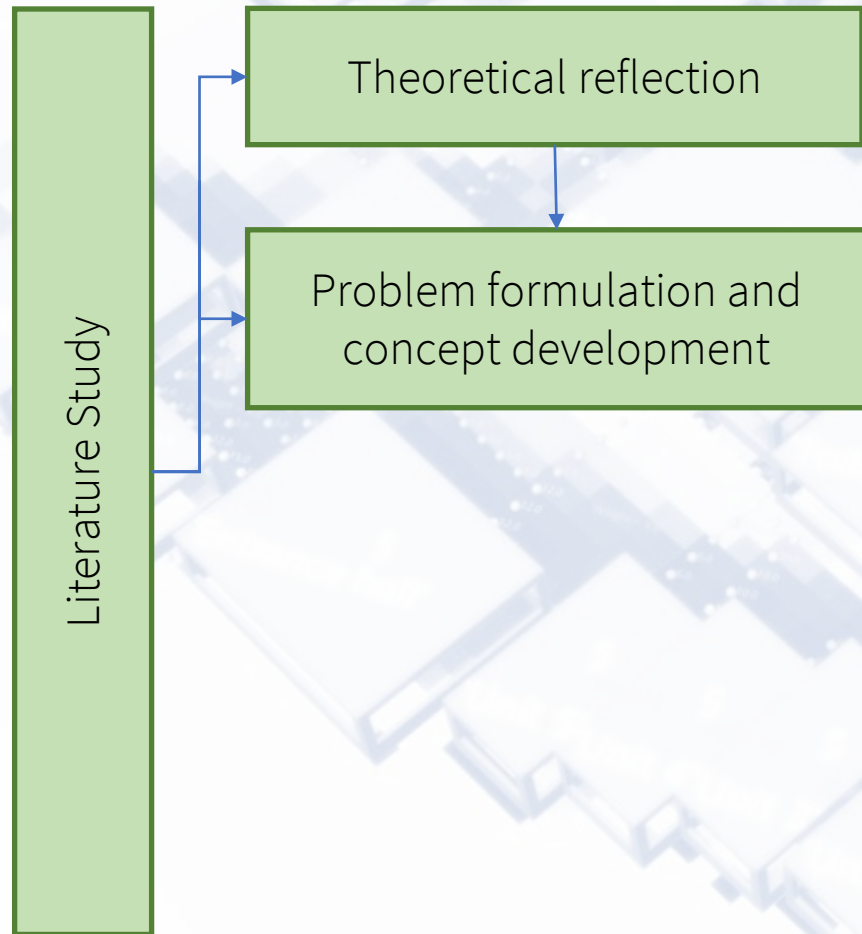 Literature Study
Theoretical reflection
Problem formulation and
concept development